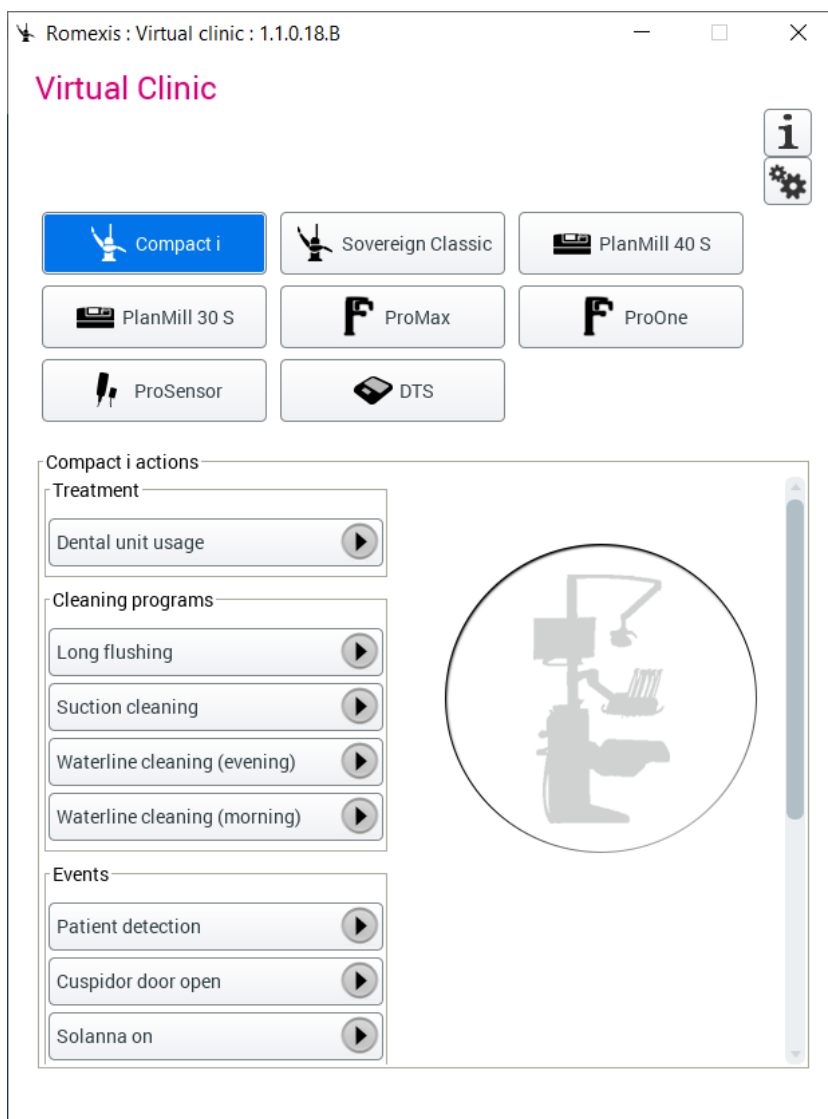 Romexis : Virtual clinic : 1.1.0.18.B
Virtual Clinic
i
Compact i
Sovereign Classic
PlanMill 40 S
PlanMill 30 S
ProMax
ProOne
ProSensor
DTS
Compact i actions
Treatment
Dental unit usage
Cleaning programs
Long flushing
Suction cleaning
Waterline cleaning (evening)
Waterline cleaning (morning)
Events
Patient detection
Cuspidor door open
Solanna on